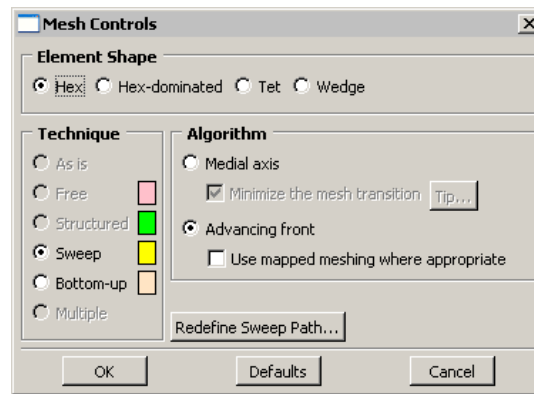 Mesh Controls
Element Shape
Hex Hex-dominated Tet Wedge
Technique
As is
Free
Structured
Sweep
Bottom-up
Multiple
Algorithm
Medial axis
Minimize the mesh transition Tip...
Advancing front
Use mapped meshing where appropriate
Redefine Sweep Path...
OK Defaults Cancel